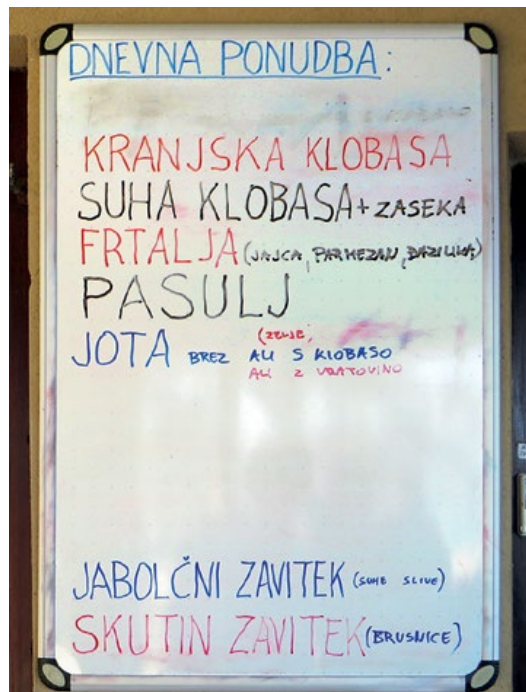 DNEVNA PONUDBA:
KRANJSKA KLOBASA
SUHA KLOBASA + ZASEKA
FRTALJA (JAJCA, PARMEZAN, BAZILIKA)
PASULJ
(ZELJE,
JOTA BREZ ALI S KLOBASO
ALI Z VRATOVINO
JABOLČNI ZAVITEK (SUHE SLIVE)
SKUTIN ZAVITEK (BRUSNICE)